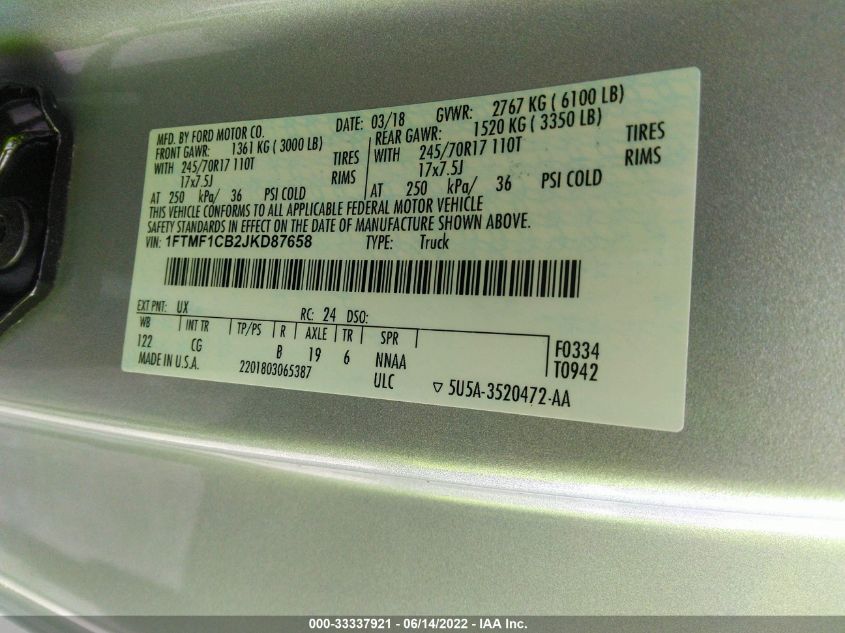 MFD. BY FORD MOTOR CO.
DATE: 03/18
GVWR: 2767 KG ( 6100 LB)
FRONT GAWR: 1361 KG ( 3000 LB)
REAR GAWR: 1520 KG ( 3350 LB)
WITH 245/70R17 110T TIRES
17x7.5J RIMS
AT 250 kPa/ 36 PSI COLD
WITH 245/70R17 110T TIRES
17x7.5J RIMS
AT 250 kPa/ 36 PSI COLD
THIS VEHICLE CONFORMS TO ALL APPLICABLE FEDERAL MOTOR VEHICLE
SAFETY STANDARDS IN EFFECT ON THE DATE OF MANUFACTURE SHOWN ABOVE.
VIN: 1FTMF1CB2JKD87658 TYPE: Truck
EXT PNT: UX RC: 24 DSO:
WB INT TR TP/PS R AXLE TR SPR
122 CG B 19 6 NNAA
F0334
T0942
MADE IN U.S.A. 2201803065387 ULC
▽ 5U5A-3520472-AA
000-33337921 - 06/14/2022 - IAA Inc.